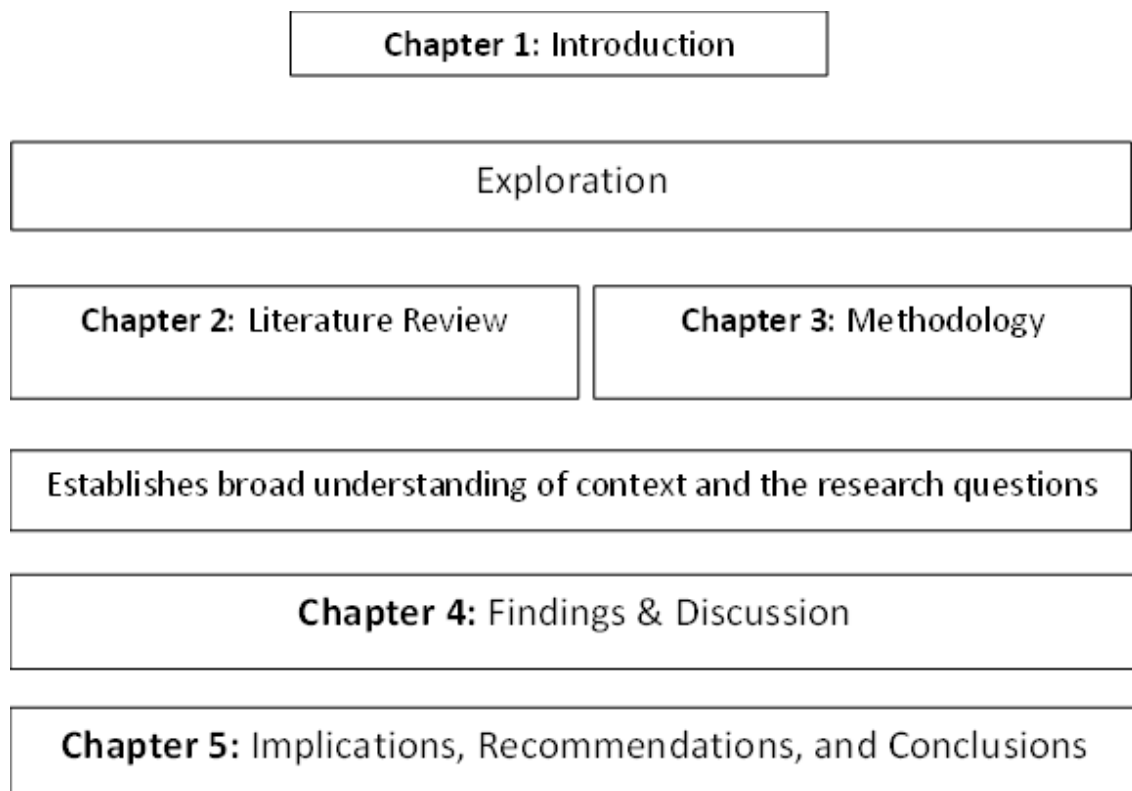 Chapter 1: Introduction
Exploration
Chapter 2: Literature Review
Chapter 3: Methodology
Establishes broad understanding of context and the research questions
Chapter 4: Findings & Discussion
Chapter 5: Implications, Recommendations, and Conclusions